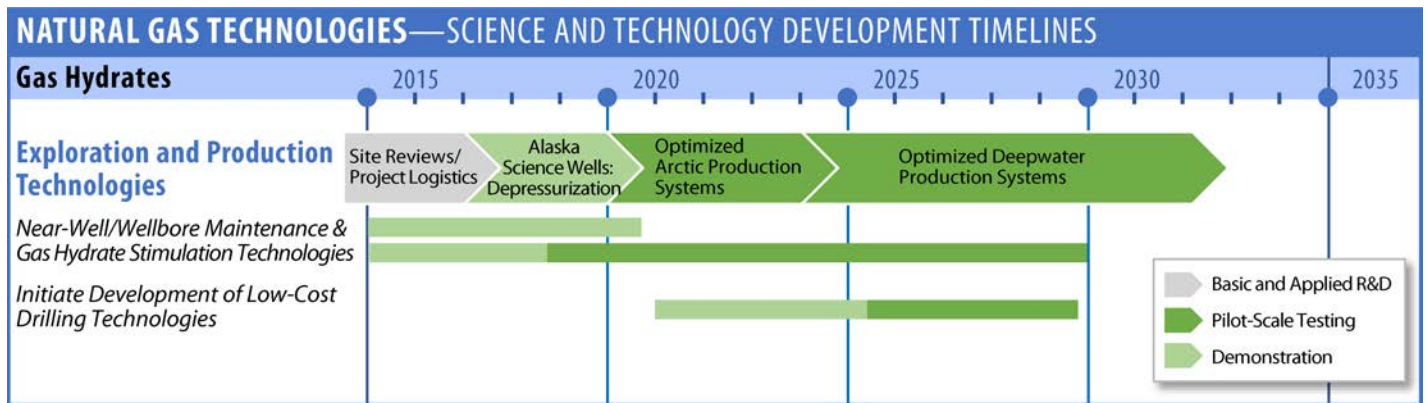 NATURAL GAS TECHNOLOGIES—SCIENCE AND TECHNOLOGY DEVELOPMENT TIMELINES
Gas Hydrates
2015
2020
2025
2030
2035
Exploration and Production
Technologies
Site Reviews/
Project Logistics
Alaska
Science Wells:
Depressurization
Optimized
Arctic Production
Systems
Optimized Deepwater
Production Systems
Near-Well/Wellbore Maintenance &
Gas Hydrate Stimulation Technologies
Initiate Development of Low-Cost
Drilling Technologies
Basic and Applied R&D
Pilot-Scale Testing
Demonstration